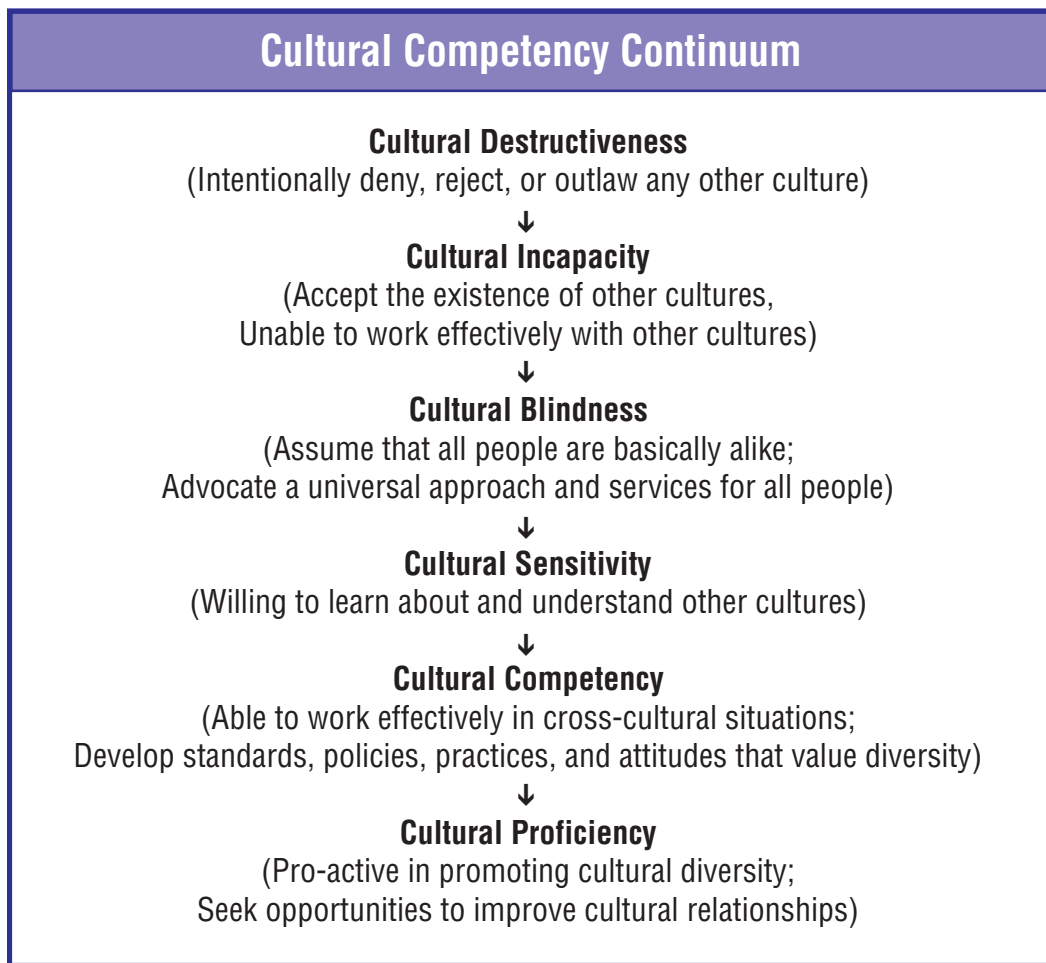 Cultural Competency Continuum
Cultural Destructiveness
(Intentionally deny, reject, or outlaw any other culture)
Cultural Incapacity
(Accept the existence of other cultures,
Unable to work effectively with other cultures)
Cultural Blindness
(Assume that all people are basically alike;
Advocate a universal approach and services for all people)
Cultural Sensitivity
(Willing to learn about and understand other cultures)
Cultural Competency
(Able to work effectively in cross-cultural situations;
Develop standards, policies, practices, and attitudes that value diversity)
Cultural Proficiency
(Pro-active in promoting cultural diversity;
Seek opportunities to improve cultural relationships)